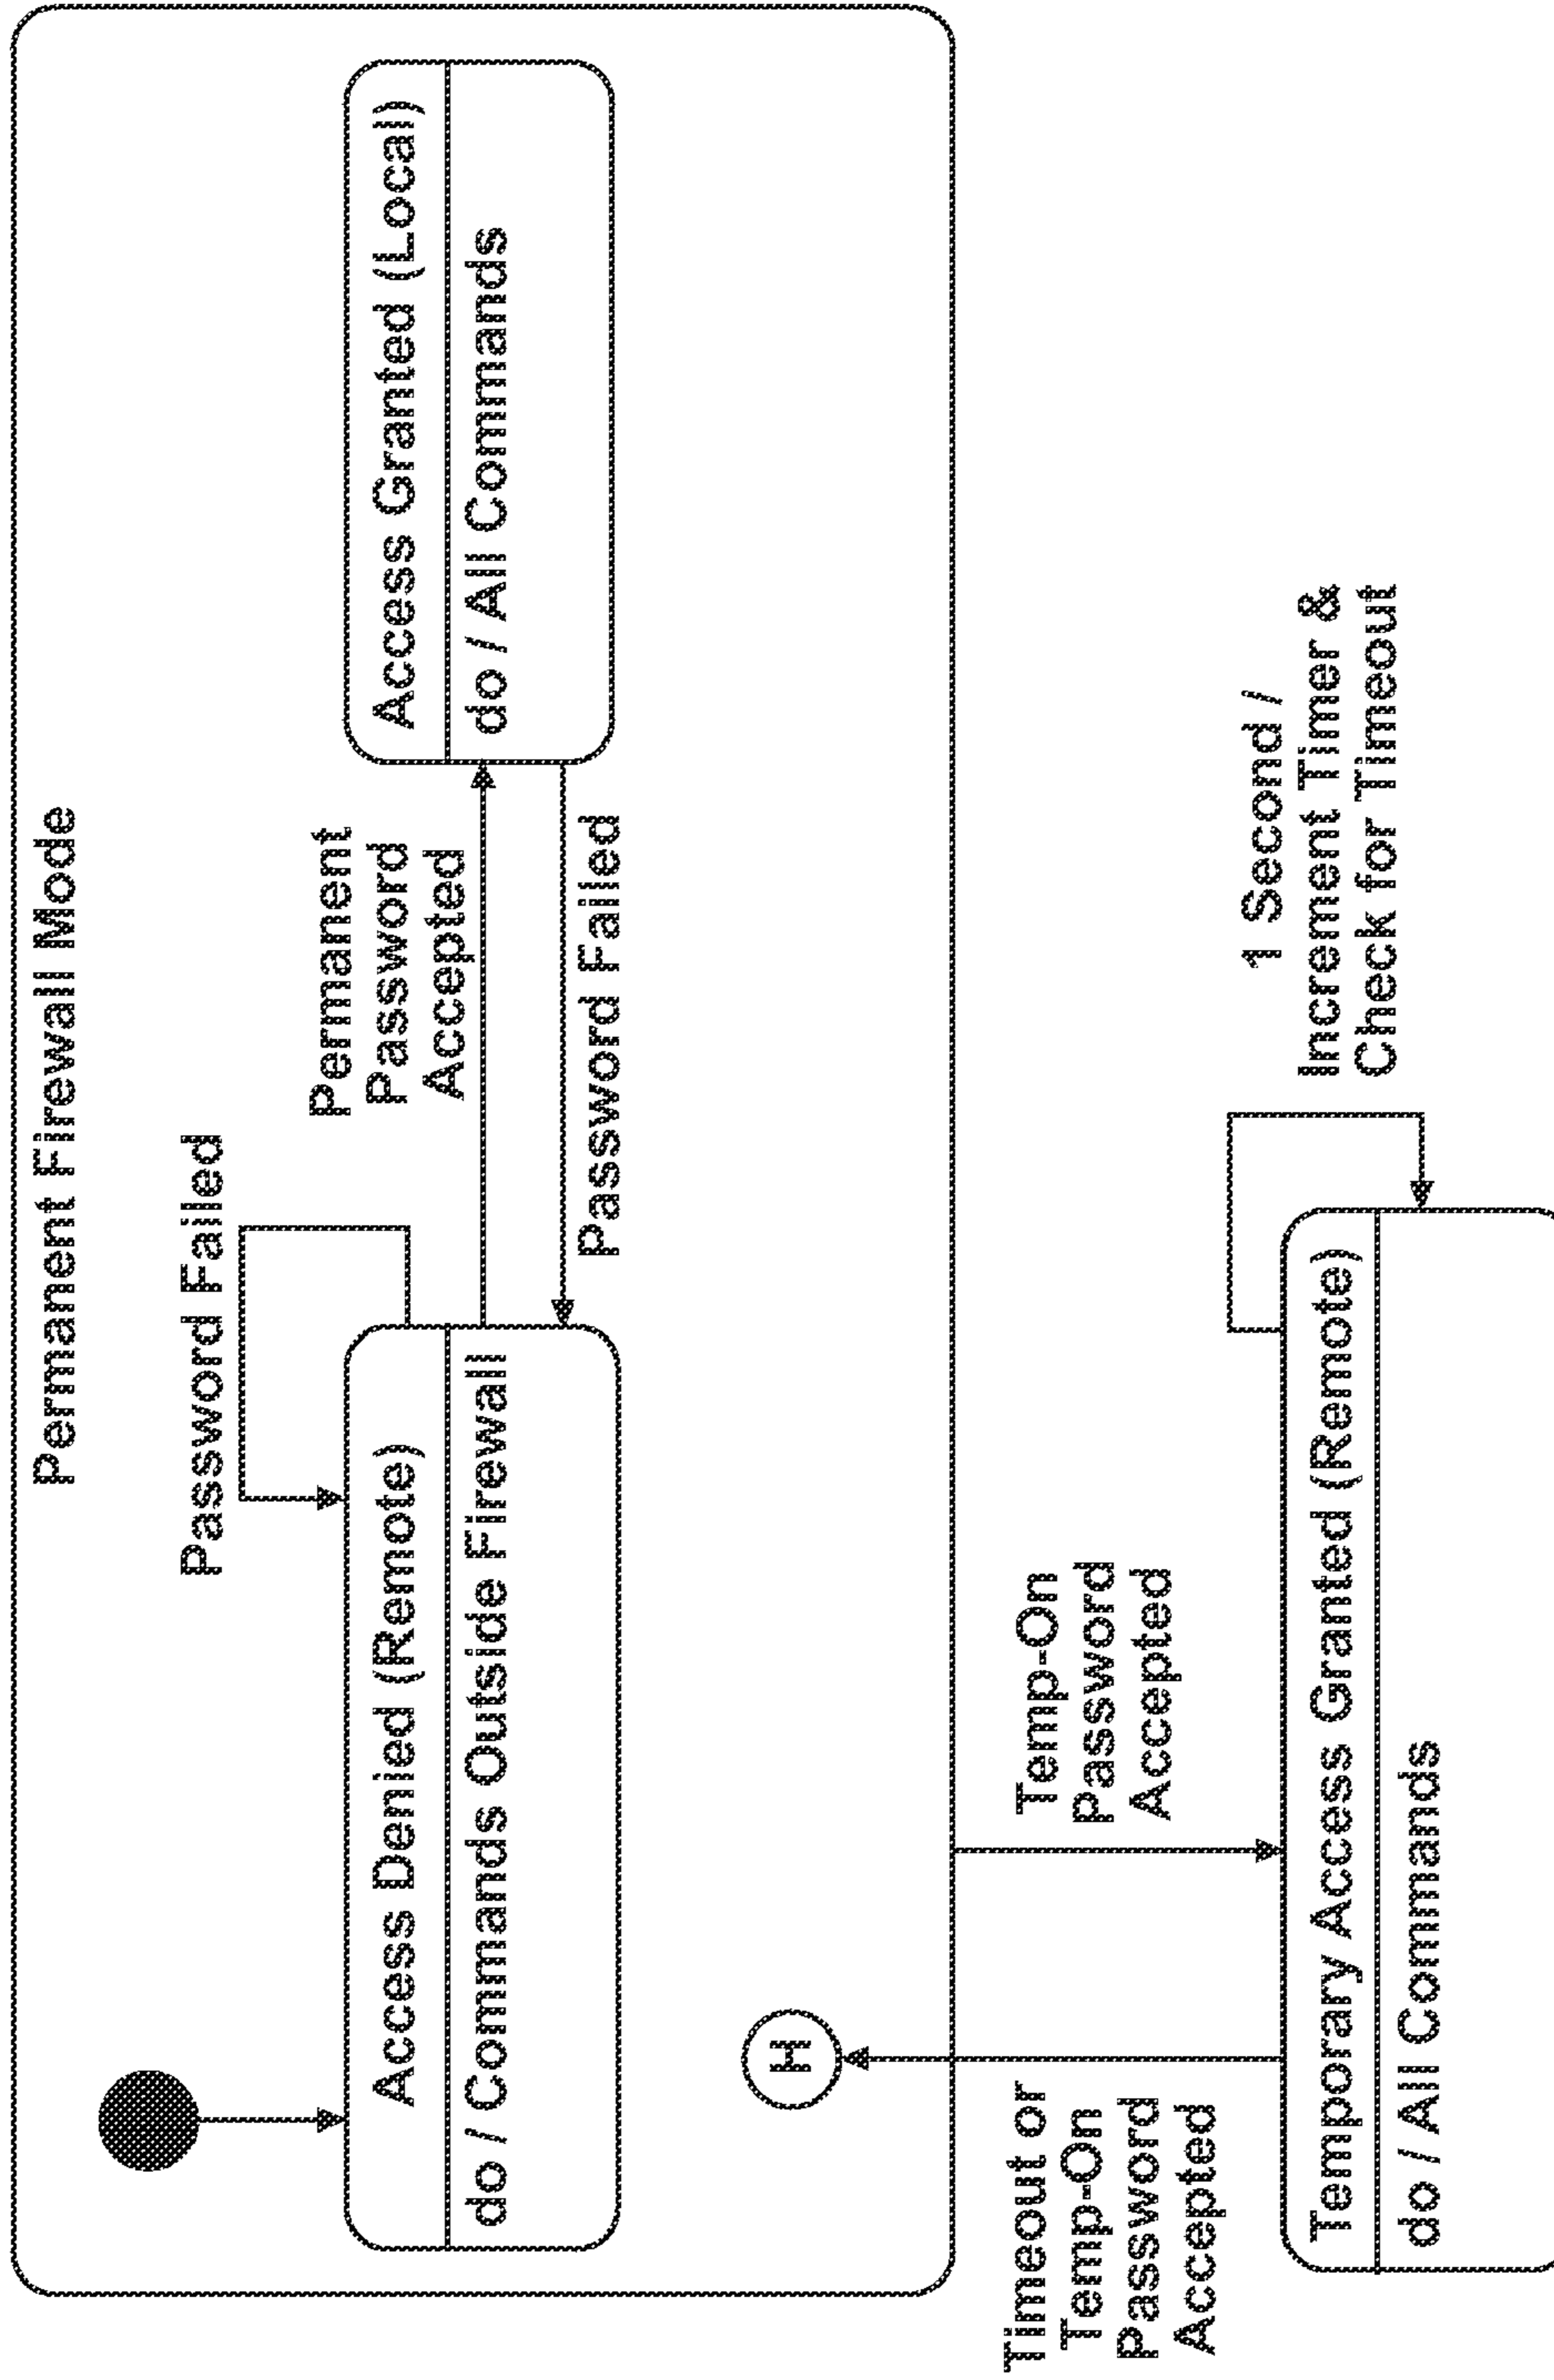 Permanent Firewall Mode
Password Failed
Access Denied (Remote)
do / Commands Outside Firewall
Permanent
Password
Accepted
Password Failed
Access Granted (Local)
do / All Commands
H
Timeout or
Temp-On
Password
Accepted
Temp-On
Password
Accepted
1 Second /
Increment Timer &
Check for Timeout
Temporary Access Granted (Remote)
do / All Commands